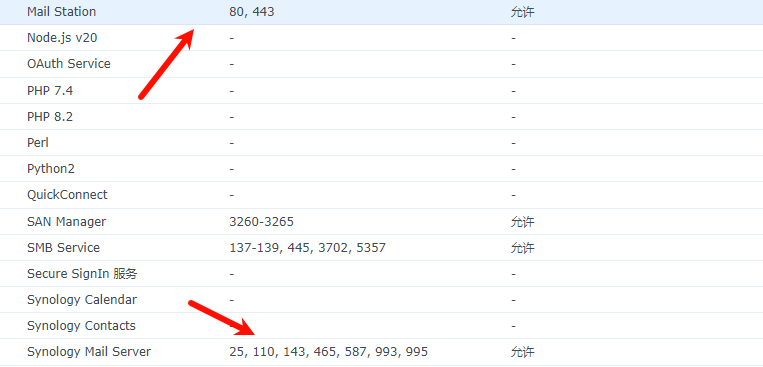 Mail Station 80, 443 允许
Node.js v20 - -
OAuth Service - -
PHP 7.4 - -
PHP 8.2 - -
Perl - -
Python2 - -
QuickConnect - -
SAN Manager 3260-3265 允许
SMB Service 137-139, 445, 3702, 5357 允许
Secure SignIn 服务 - -
Synology Calendar - -
Synology Contacts - -
Synology Mail Server 25, 110, 143, 465, 587, 993, 995 允许